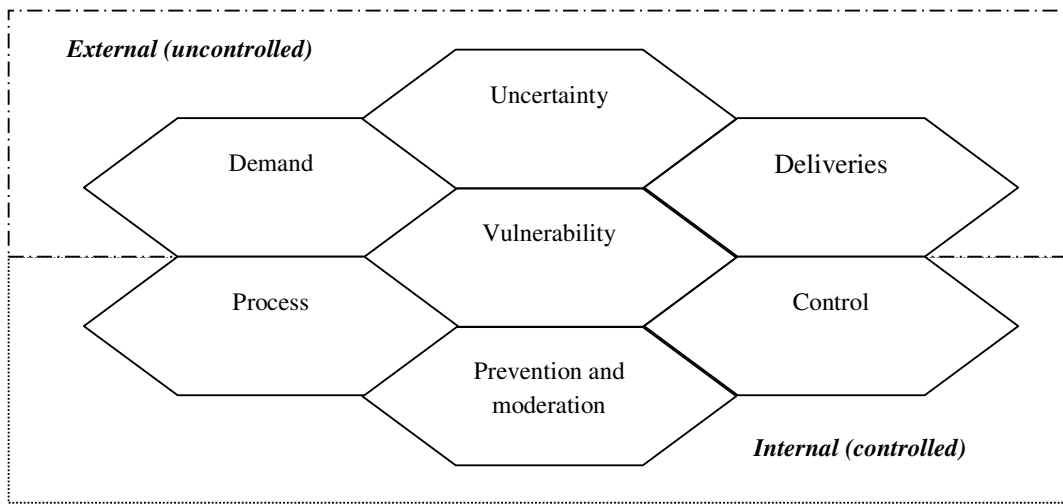 External (uncontrolled)
Uncertainty
Demand
Deliveries
Vulnerability
Process
Control
Prevention and
moderation
Internal (controlled)